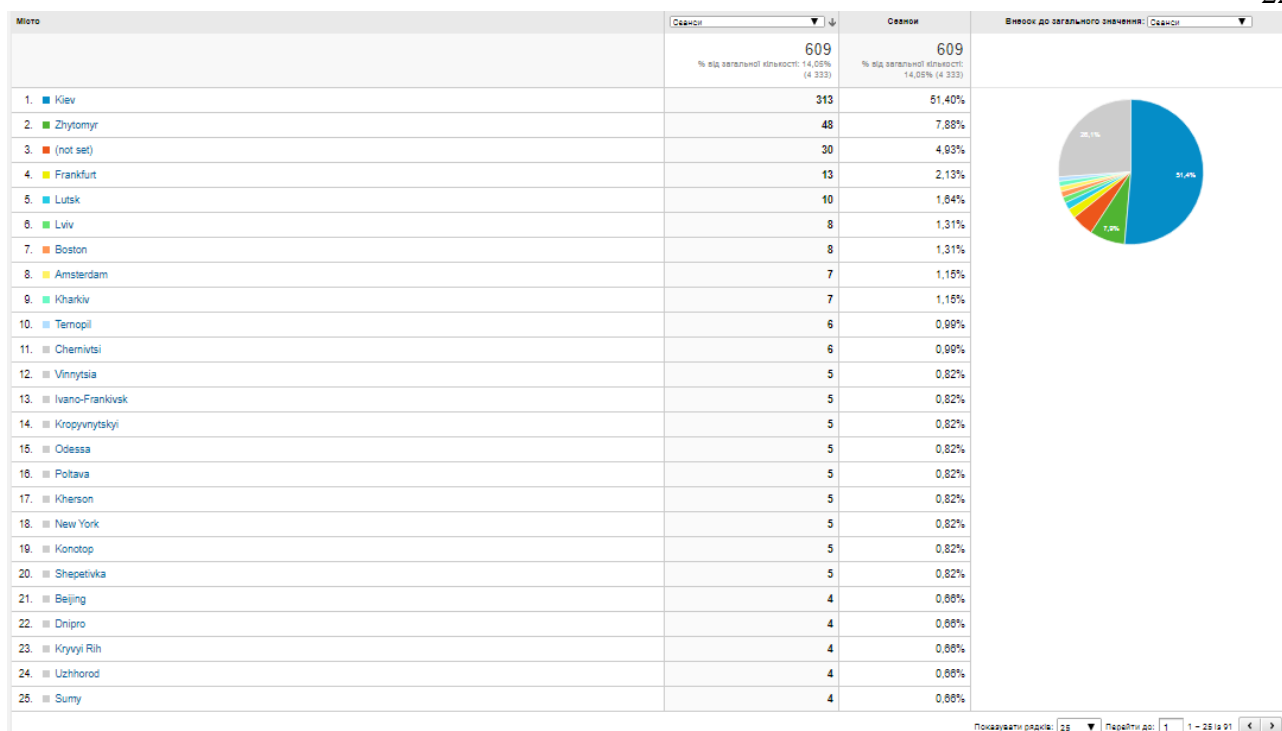 Місто Сеанси Сеанси Внесок до загального значення: Сеанси
609 609
% від загальної кількості: 14,05% % від загальної кількості:
(4 333) 14,05% (4 333)
1. Kiev 313 51,40%
2. Zhytomyr 48 7,88%
3. (not set) 30 4,93%
4. Frankfurt 13 2,13%
5. Lutsk 10 1,64%
6. Lviv 8 1,31%
7. Boston 8 1,31%
8. Amsterdam 7 1,15%
9. Kharkiv 7 1,15%
10. Ternopil 6 0,99%
11. Chernivtsi 6 0,99%
12. Vinnytsia 5 0,82%
13. Ivano-Frankivsk 5 0,82%
14. Kropyvnytskyi 5 0,82%
15. Odessa 5 0,82%
16. Poltava 5 0,82%
17. Kherson 5 0,82%
18. New York 5 0,82%
19. Konotop 5 0,82%
20. Shepetivka 5 0,82%
21. Beijing 4 0,66%
22. Dnipro 4 0,66%
23. Kryvyi Rih 4 0,66%
24. Uzhhorod 4 0,66%
25. Sumy 4 0,66%
51,4%
7,9%
Показувати рядків: 25 Перейти до: 1 1 – 25 із 91